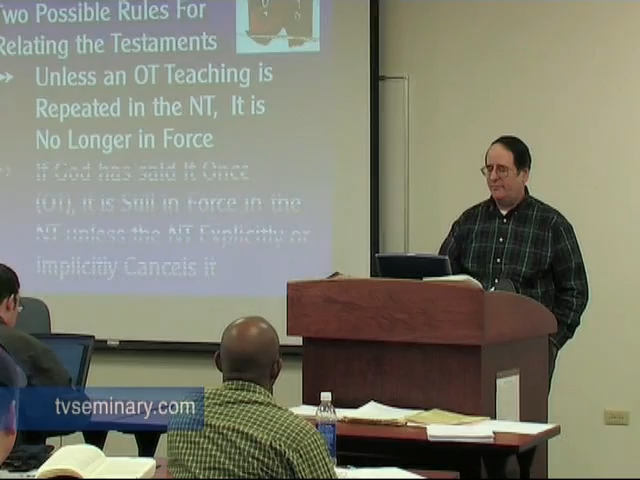 Two Possible Rules For
Relating the Testaments
Unless an OT Teaching is
Repeated in the NT, It is
No Longer in Force
If God has said It Once
(OT), It is Still in Force in the
NT unless the NT Explicitly or
Implicitly Cancels it
tvseminary.com